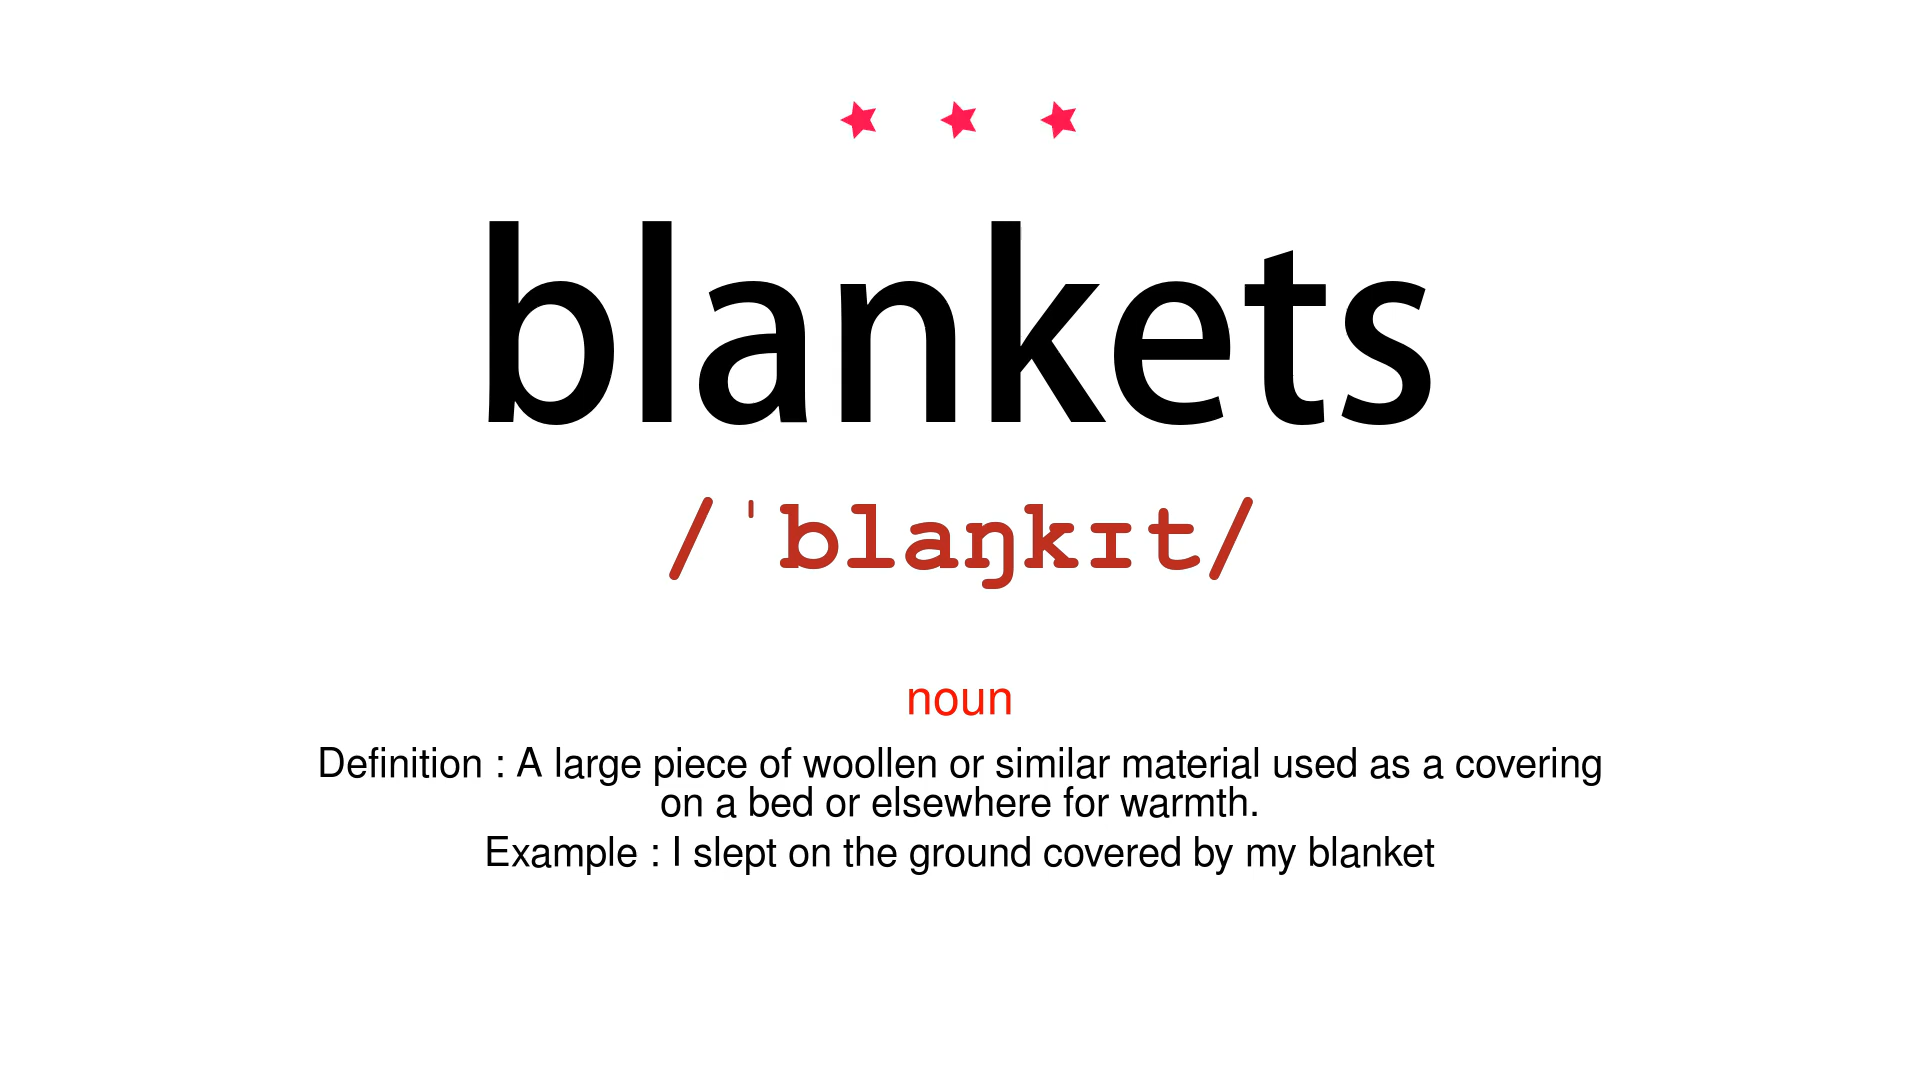 blankets
/ˈblaŋkɪt/
noun
Definition : A large piece of woollen or similar material used as a covering
on a bed or elsewhere for warmth.
Example : I slept on the ground covered by my blanket